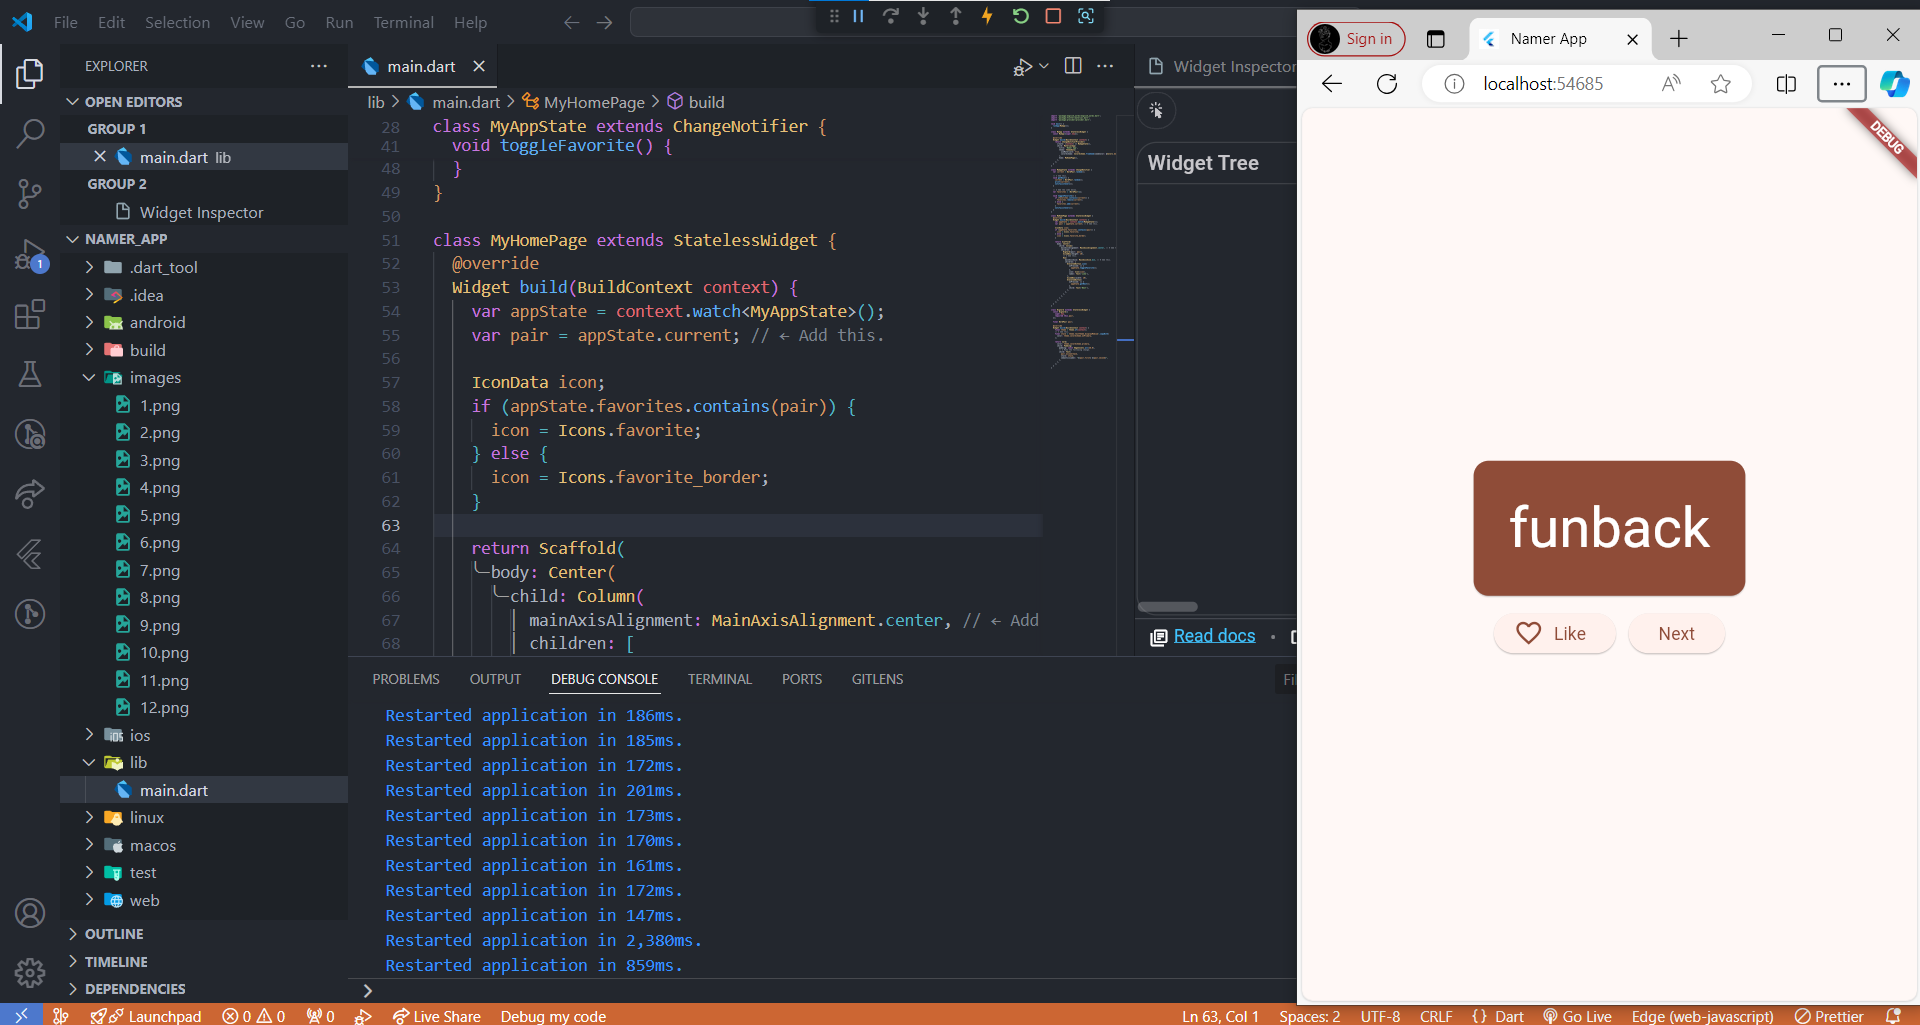 File Edit Selection View Go Run Terminal Help
EXPLORER
OPEN EDITORS
GROUP 1
main.dart lib
GROUP 2
Widget Inspector
NAMER_APP
.dart_tool
.idea
android
build
images
1.png
2.png
3.png
4.png
5.png
6.png
7.png
8.png
9.png
10.png
11.png
12.png
ios
lib
main.dart
linux
macos
test
web
OUTLINE
TIMELINE
DEPENDENCIES
1
main.dart
lib > main.dart > MyHomePage > build
28 class MyAppState extends ChangeNotifier {
41 void toggleFavorite() {
48 }
49 }
50
51 class MyHomePage extends StatelessWidget {
52 @override
53 Widget build(BuildContext context) {
54 var appState = context.watch<MyAppState>();
55 var pair = appState.current; // ← Add this.
56
57 IconData icon;
58 if (appState.favorites.contains(pair)) {
59 icon = Icons.favorite;
60 } else {
61 icon = Icons.favorite_border;
62 }
63
64 return Scaffold(
65 body: Center(
66 child: Column(
67 mainAxisAlignment: MainAxisAlignment.center, // ← Add
68 children: [
Widget Inspector
Widget Tree
Read docs •
PROBLEMS OUTPUT DEBUG CONSOLE TERMINAL PORTS GITLENS
Fi
Restarted application in 186ms.
Restarted application in 185ms.
Restarted application in 172ms.
Restarted application in 201ms.
Restarted application in 173ms.
Restarted application in 170ms.
Restarted application in 161ms.
Restarted application in 172ms.
Restarted application in 147ms.
Restarted application in 2,380ms.
Restarted application in 859ms.
>
Sign in
Namer App
localhost:54685
DEBUG
funback
Like
Next
Launchpad 0 0 0 Live Share Debug my code Ln 63, Col 1 Spaces: 2 UTF-8 CRLF {} Dart Go Live Edge (web-javascript) Prettier